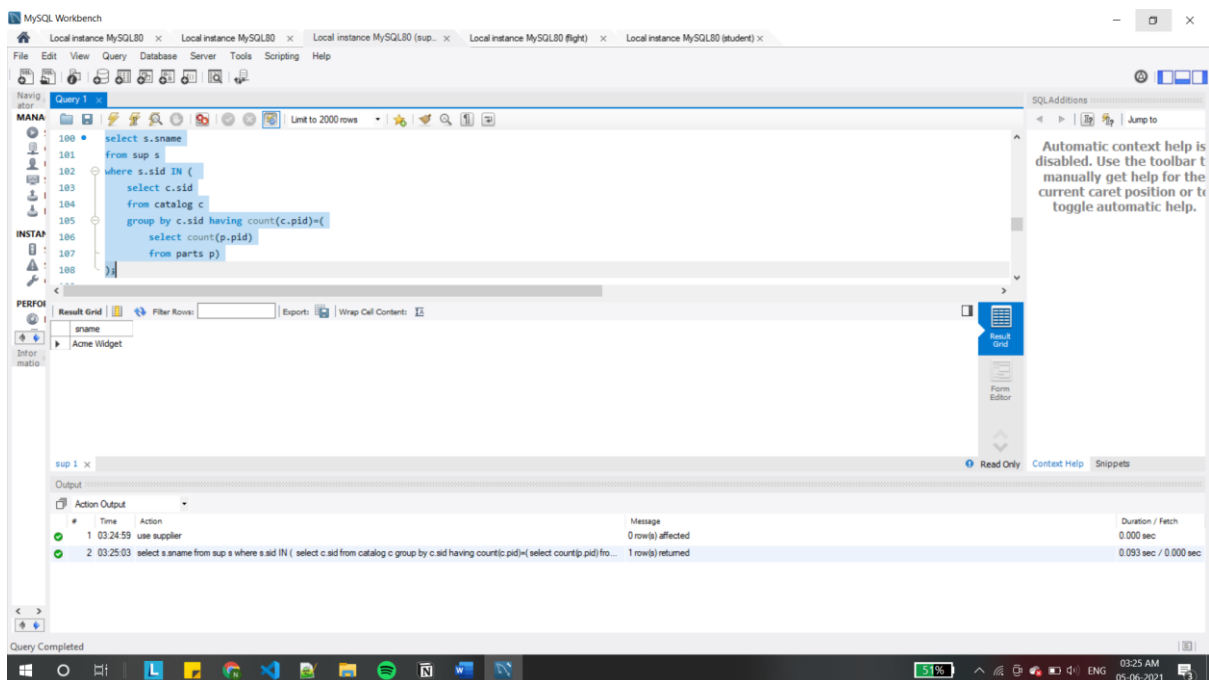 MySQL Workbench
Local instance MySQL80 × Local instance MySQL80 × Local instance MySQL80 (sup... × Local instance MySQL80 (flight) × Local instance MySQL80 (student) ×
File Edit View Query Database Server Tools Scripting Help
Navig
ator
Query 1 ×
SQLAdditions
MANA
Limit to 2000 rows
Jump to
100 select s.sname
101 from sup s
102 where s.sid IN (
103 select c.sid
104 from catalog c
105 group by c.sid having count(c.pid)=(
106 select count(p.pid)
107 from parts p)
108 );
Automatic context help is
disabled. Use the toolbar t
manually get help for the
current caret position or to
toggle automatic help.
INSTAN
PERFOR
Result Grid Filter Rows: Export: Wrap Cell Content:
sname
Acme Widget
Infor
matio
Result
Grid
Form
Editor
sup 1 × Read Only Context Help Snippets
Output
Action Output
# Time Action Message Duration / Fetch
1 03:24:59 use supplier 0 row(s) affected 0.000 sec
2 03:25:03 select s.sname from sup s where s.sid IN ( select c.sid from catalog c group by c.sid having count(c.pid)=( select count(p.pid) fro... 1 row(s) returned 0.093 sec / 0.000 sec
Query Completed
51% ENG 03:25 AM
05-06-2021